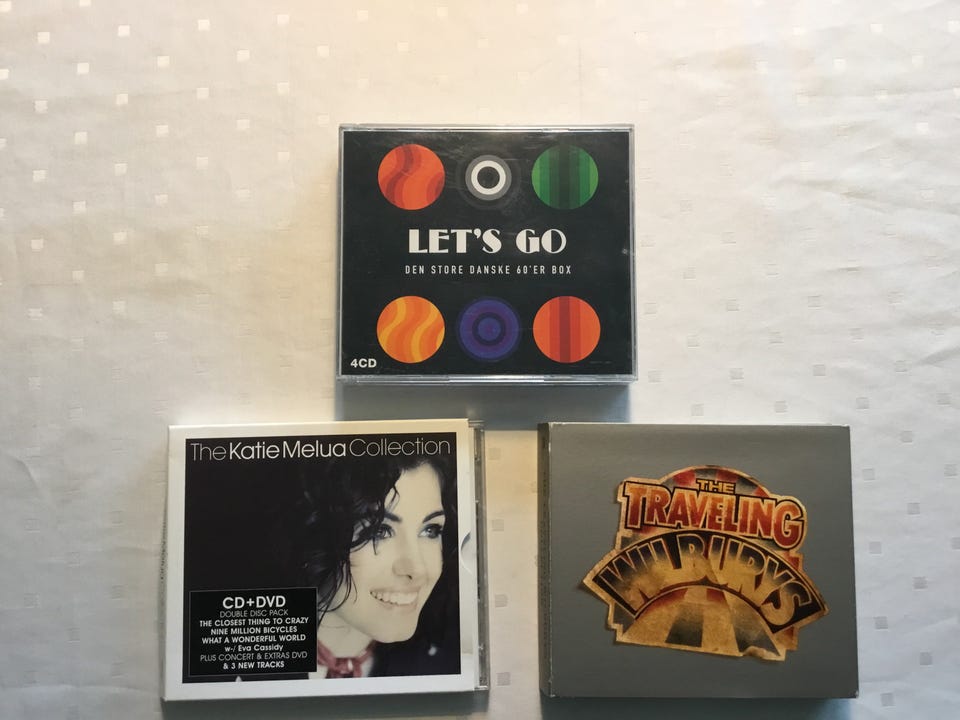 LET'S GO
DEN STORE DANSKE 60'ER BOX
4CD
The Katie Melua Collection
CD+DVD
DOUBLE DISC PACK
THE CLOSEST THING TO CRAZY
NINE MILLION BICYCLES
WHAT A WONDERFUL WORLD
w-/ Eva Cassidy
PLUS CONCERT & EXTRAS DVD
& 3 NEW TRACKS
THE
TRAVELING
WILBURYS